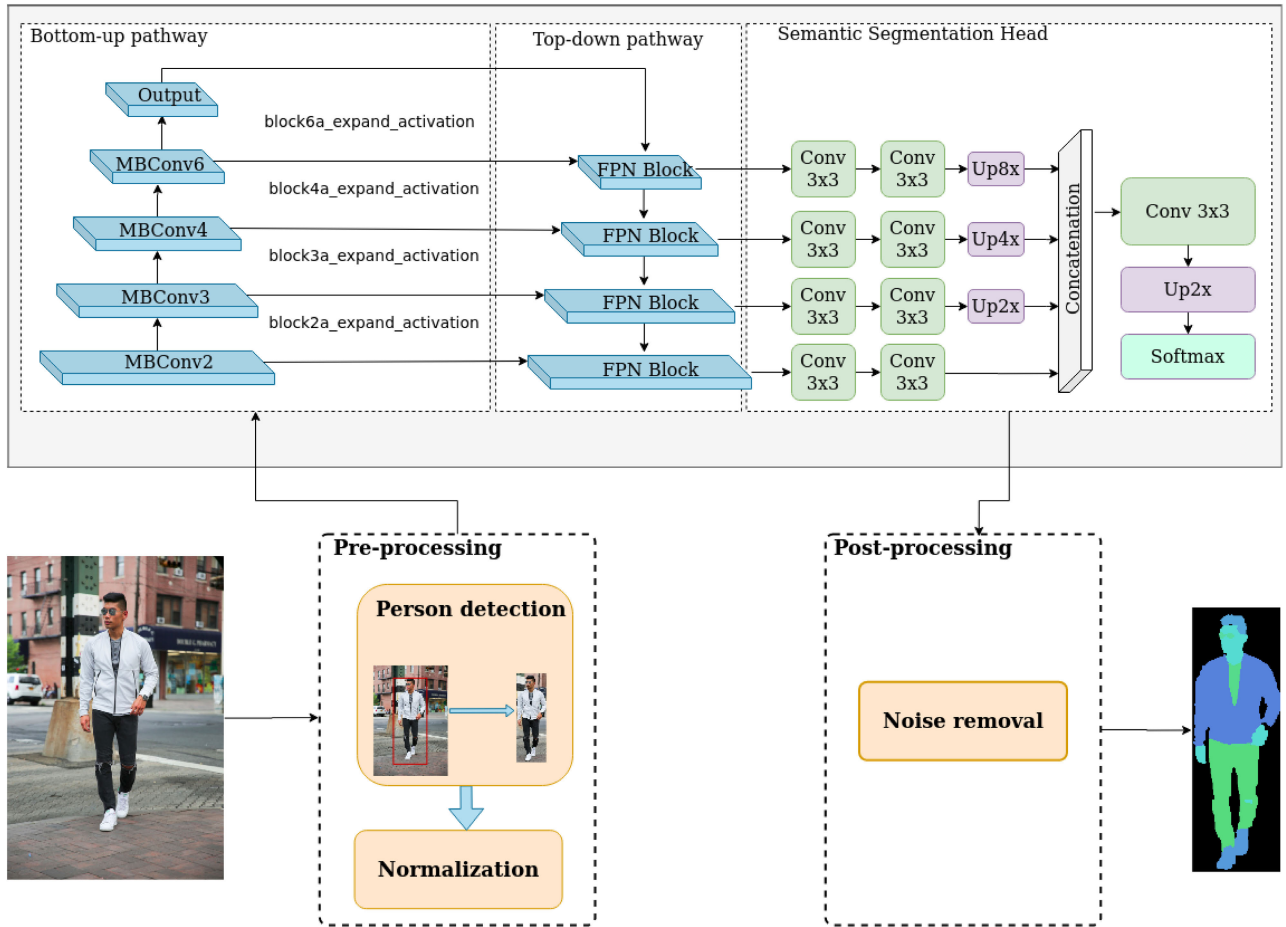 Bottom-up pathway
Top-down pathway
Semantic Segmentation Head
Output
block6a_expand_activation
MBConv6
FPN Block
Conv
3x3
Conv
3x3
Up8x
block4a_expand_activation
MBConv4
FPN Block
Conv
3x3
Conv
3x3
Up4x
block3a_expand_activation
MBConv3
FPN Block
Conv
3x3
Conv
3x3
Up2x
block2a_expand_activation
MBConv2
FPN Block
Conv
3x3
Conv
3x3
Concatenation
Conv 3x3
Up2x
Softmax
Pre-processing
Person detection
Normalization
Post-processing
Noise removal